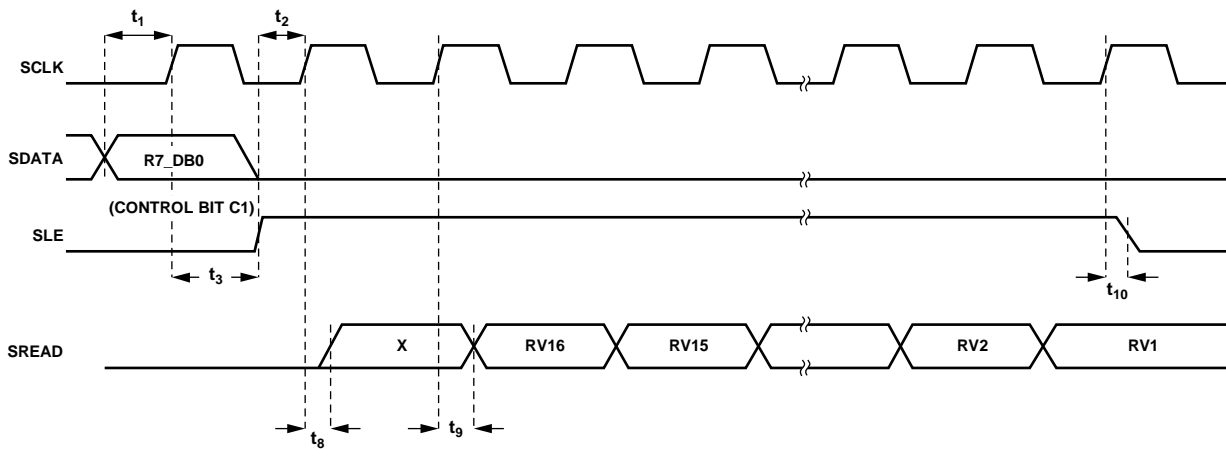 t1 t2
SCLK
SDATA R7_DB0
(CONTROL BIT C1)
SLE
t3 t10
SREAD X RV16 RV15 RV2 RV1
t8 t9